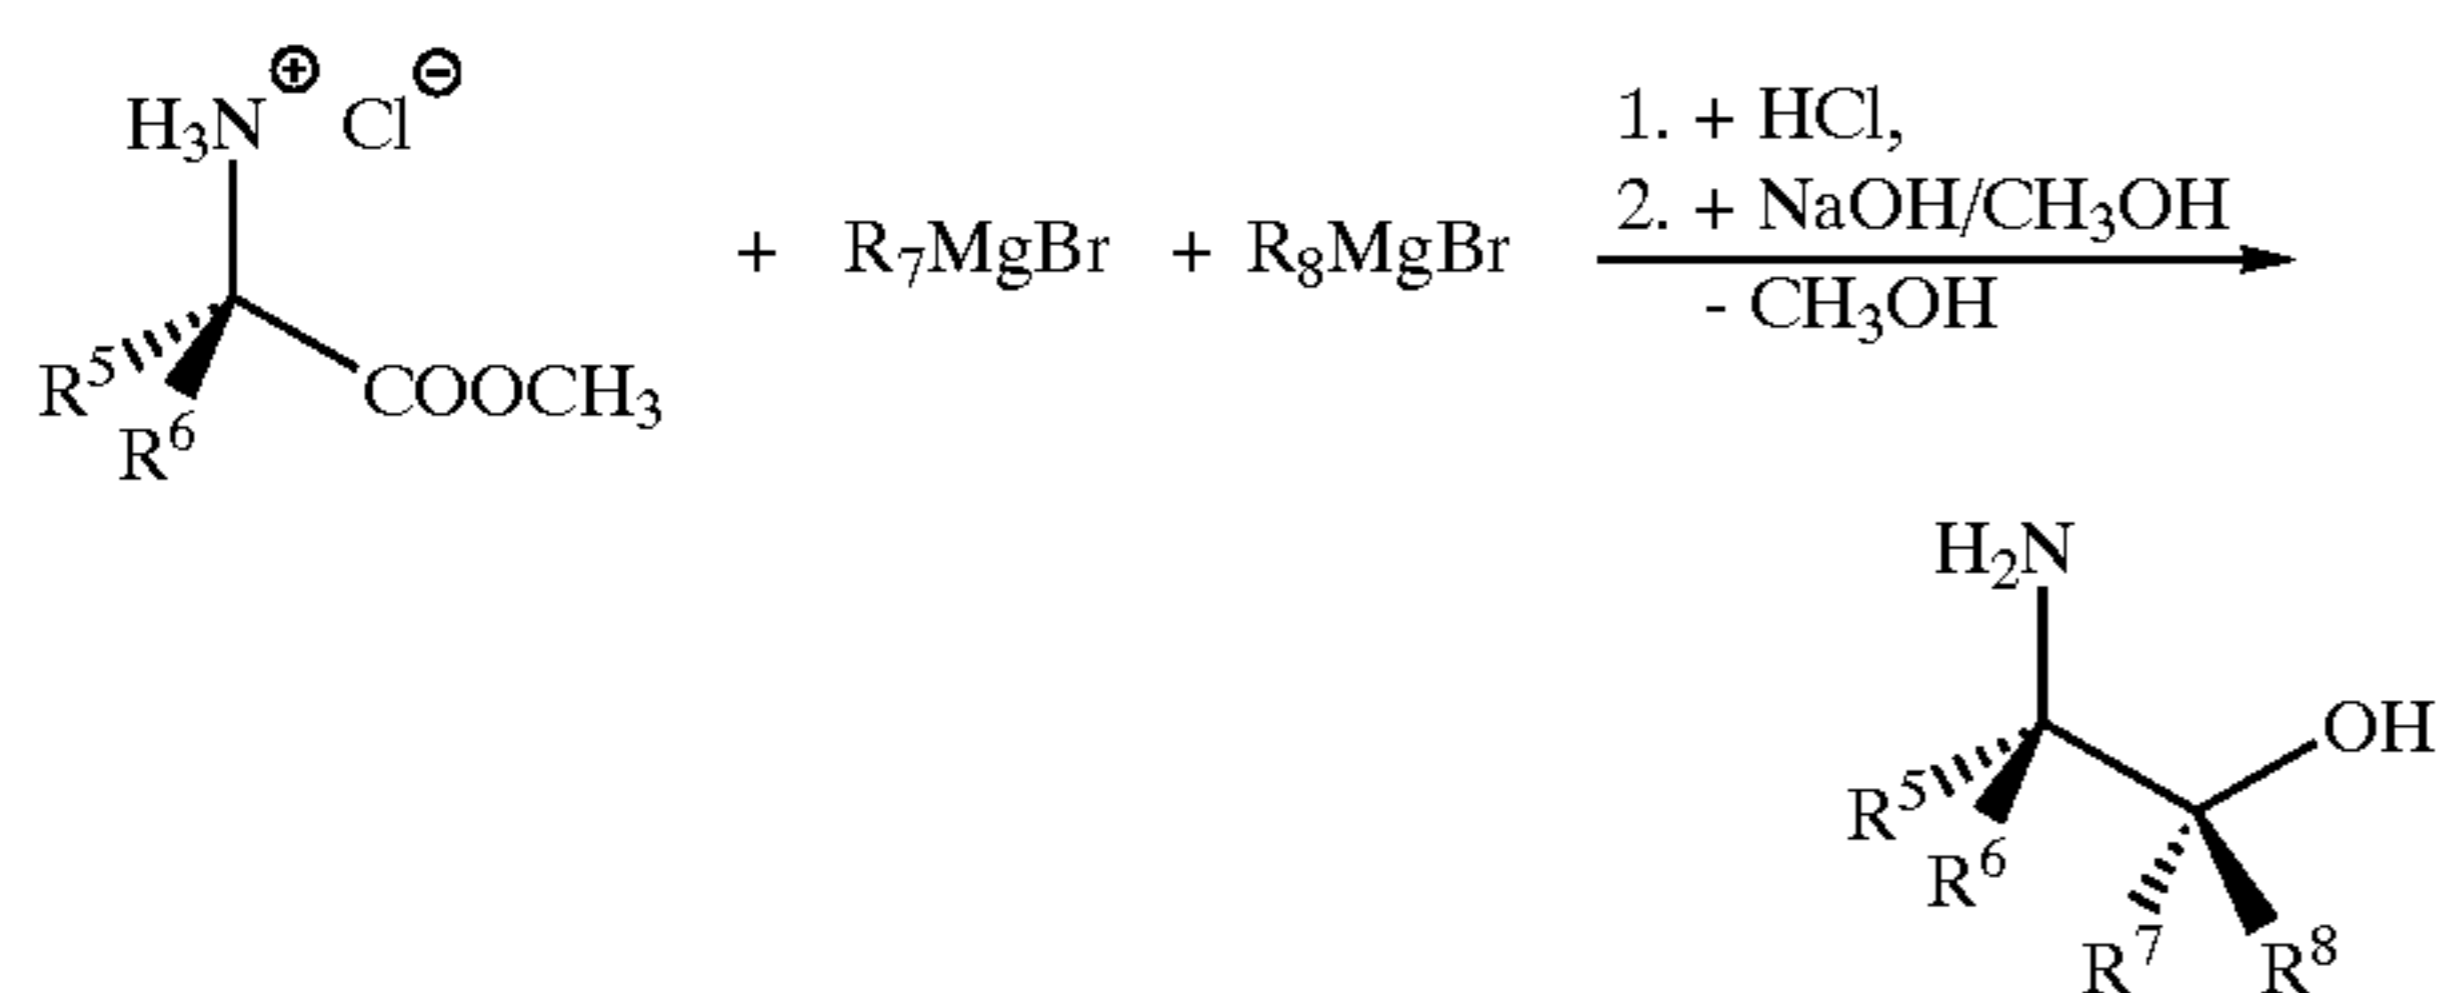 H₃N⊕ Cl⊖
R⁵
R⁶
COOCH₃
+ R₇MgBr + R₈MgBr
1. + HCl,
2. + NaOH/CH₃OH
- CH₃OH
H₂N
OH
R⁵
R⁶
R⁷ R⁸